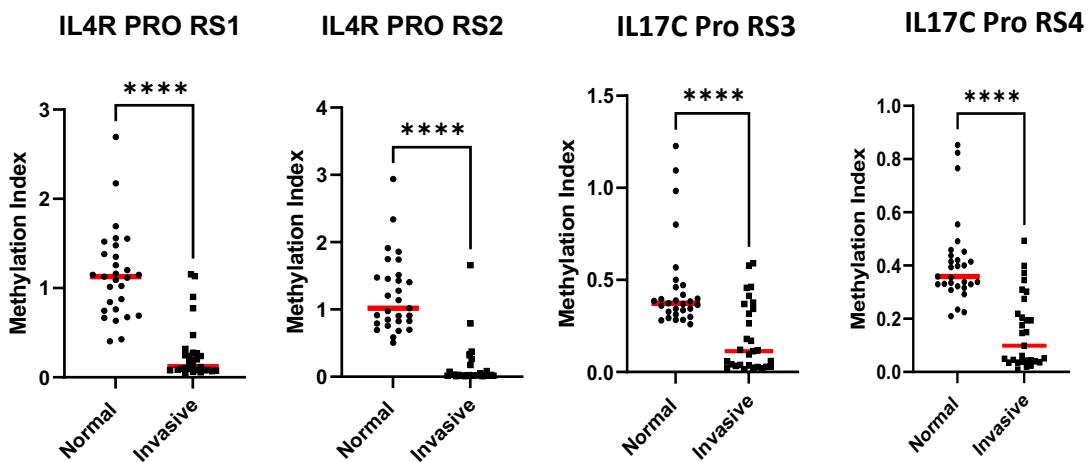 IL4R PRO RS1
IL4R PRO RS2
IL17C Pro RS3
IL17C Pro RS4
****
3
2
1
0
Methylation Index
Normal
Invasive
****
4
3
2
1
0
Methylation Index
Normal
Invasive
****
1.5
1.0
0.5
0.0
Methylation Index
Normal
Invasive
****
1.0
0.8
0.6
0.4
0.2
0.0
Methylation Index
Normal
Invasive